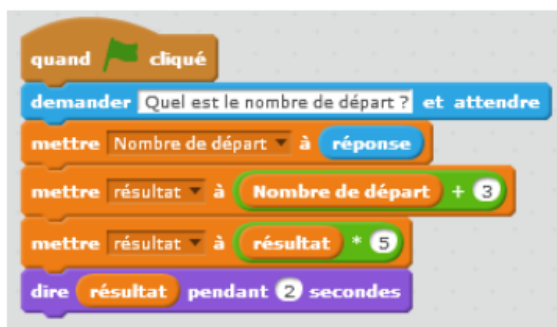 quand cliqué
demander Quel est le nombre de départ ? et attendre
mettre Nombre de départ à réponse
mettre résultat à Nombre de départ + 3
mettre résultat à résultat * 5
dire résultat pendant 2 secondes